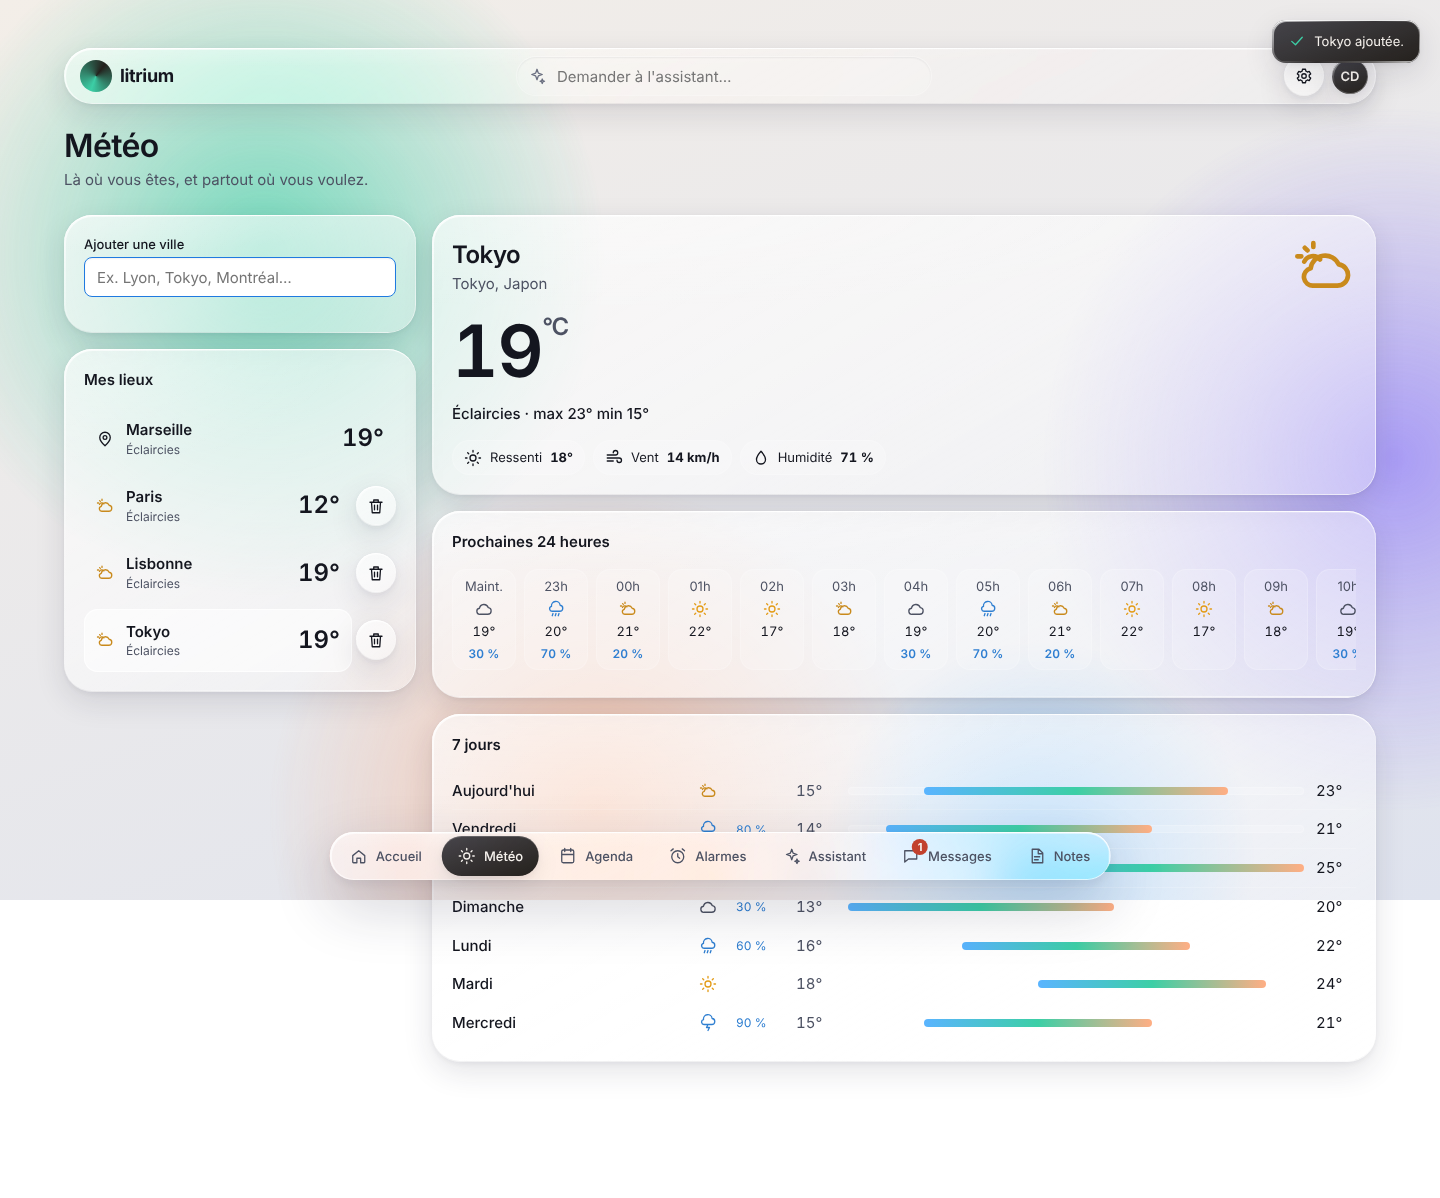 Tokyo ajoutée.
litrium
Demander à l'assistant...
CD
Météo
Là où vous êtes, et partout où vous voulez.
Ajouter une ville
Ex. Lyon, Tokyo, Montréal...
Mes lieux
Marseille
Éclaircies
19°
Paris
Éclaircies
12°
Lisbonne
Éclaircies
19°
Tokyo
Éclaircies
19°
Tokyo
Tokyo, Japon
19°C
Éclaircies · max 23° min 15°
Ressenti 18° Vent 14 km/h Humidité 71 %
Prochaines 24 heures
Maint. 23h 00h 01h 02h 03h 04h 05h 06h 07h 08h 09h 10h
19° 20° 21° 22° 17° 18° 19° 20° 21° 22° 17° 18° 19°
30 % 70 % 20 % 30 % 70 % 20 % 30 %
7 jours
Aujourd'hui 15° 23°
Vendredi 80 % 14° 21°
25°
Accueil Météo Agenda Alarmes Assistant 1 Messages Notes
Dimanche 30 % 13° 20°
Lundi 60 % 16° 22°
Mardi 18° 24°
Mercredi 90 % 15° 21°